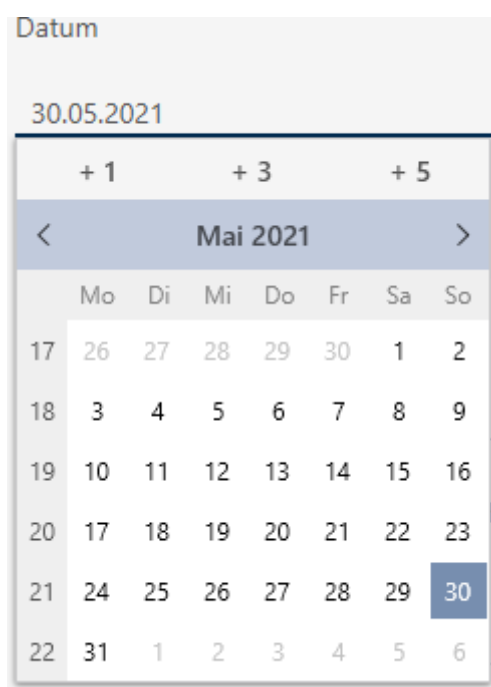 Datum
30.05.2021
+ 1 + 3 + 5
< Mai 2021 >
Mo Di Mi Do Fr Sa So
17 26 27 28 29 30 1 2
18 3 4 5 6 7 8 9
19 10 11 12 13 14 15 16
20 17 18 19 20 21 22 23
21 24 25 26 27 28 29 30
22 31 1 2 3 4 5 6